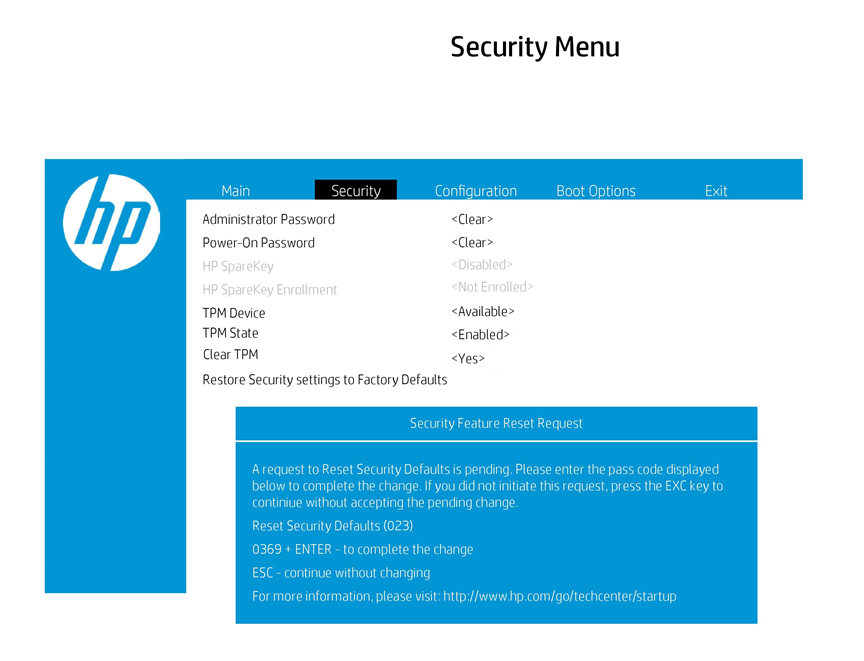 Security Menu
hp
Main Security Configuration Boot Options Exit
Administrator Password <Clear>
Power-On Password <Clear>
HP SpareKey <Disabled>
HP SpareKey Enrollment <Not Enrolled>
TPM Device <Available>
TPM State <Enabled>
Clear TPM <Yes>
Restore Security settings to Factory Defaults
Security Feature Reset Request
A request to Reset Security Defaults is pending. Please enter the pass code displayed
below to complete the change. If you did not initiate this request, press the EXC key to
continiue without accepting the pending change.
Reset Security Defaults (023)
0369 + ENTER - to complete the change
ESC - continue without changing
For more information, please visit: http://www.hp.com/go/techcenter/startup